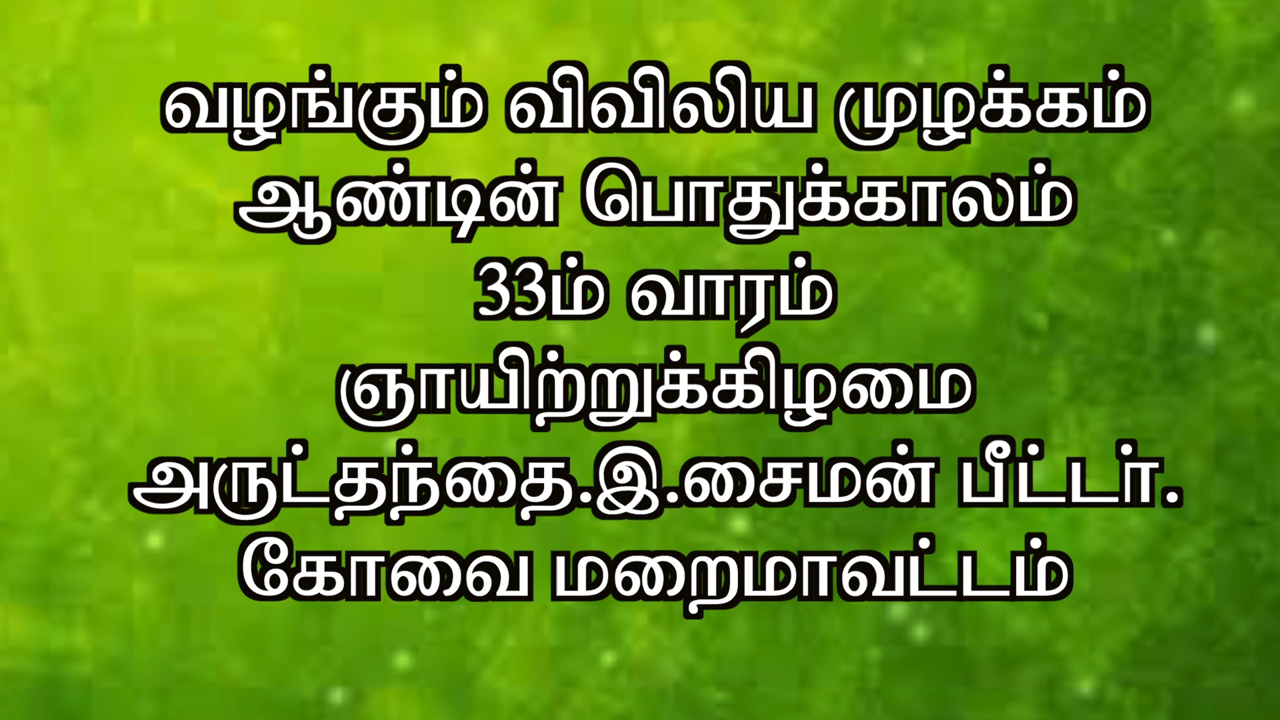 வழங்கும் விவிலிய முழக்கம்
ஆண்டின் பொதுக்காலம்
33ம் வாரம்
ஞாயிற்றுக்கிழமை
அருட்தந்தை.இ.சைமன் பீட்டர்.
கோவை மறைமாவட்டம்